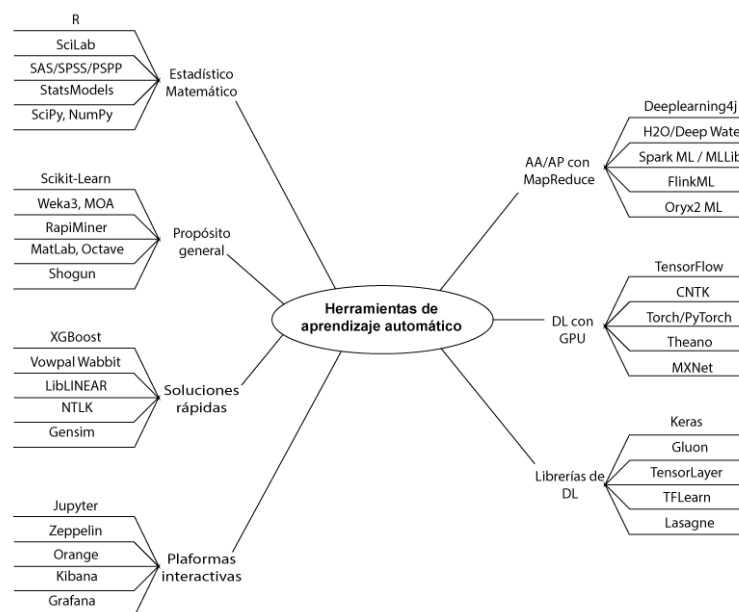 R
SciLab
SAS/SPSS/PSPP
StatsModels
SciPy, NumPy
Estadístico
Matemático
Scikit-Learn
Weka3, MOA
RapiMiner
MatLab, Octave
Shogun
Propósito
general
XGBoost
Vowpal Wabbit
LibLINEAR
NTLK
Gensim
Soluciones
rápidas
Jupyter
Zeppelin
Orange
Kibana
Grafana
Plaformas
interactivas
Herramientas de
aprendizaje automático
AA/AP con
MapReduce
Deeplearning4j
H2O/Deep Wate
Spark ML / MLLib
FlinkML
Oryx2 ML
DL con
GPU
TensorFlow
CNTK
Torch/PyTorch
Theano
MXNet
Librerías de
DL
Keras
Gluon
TensorLayer
TFLearn
Lasagne